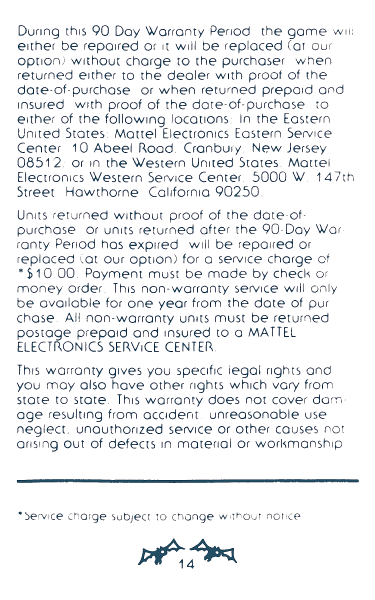 During this 90 Day Warranty Period the game will
either be repaired or it will be replaced (at our
option) without charge to the purchaser when
returned either to the dealer with proof of the
date-of-purchase or when returned prepaid and
insured with proof of the date-of-purchase to
either of the following locations. In the Eastern
United States. Mattel Electronics Eastern Service
Center 10 Abeel Road, Cranbury, New Jersey
08512. or in the Western United States, Mattel
Electronics Western Service Center 5000 W. 147th
Street Hawthorne California 90250
Units returned without proof of the date-of-
purchase or units returned after the 90-Day War-
ranty Period has expired will be repaired or
replaced (at our option) for a service charge of
*$10.00. Payment must be made by check or
money order. This non-warranty service will only
be available for one year from the date of pur
chase. All non-warranty units must be returned
postage prepaid and insured to a MATTEL
ELECTRONICS SERVICE CENTER.
This warranty gives you specific legal rights and
you may also have other rights which vary from
state to state. This warranty does not cover dam-
age resulting from accident unreasonable use
neglect, unauthorized service or other causes not
arising out of defects in material or workmanship
*Service charge subject to change without notice
14